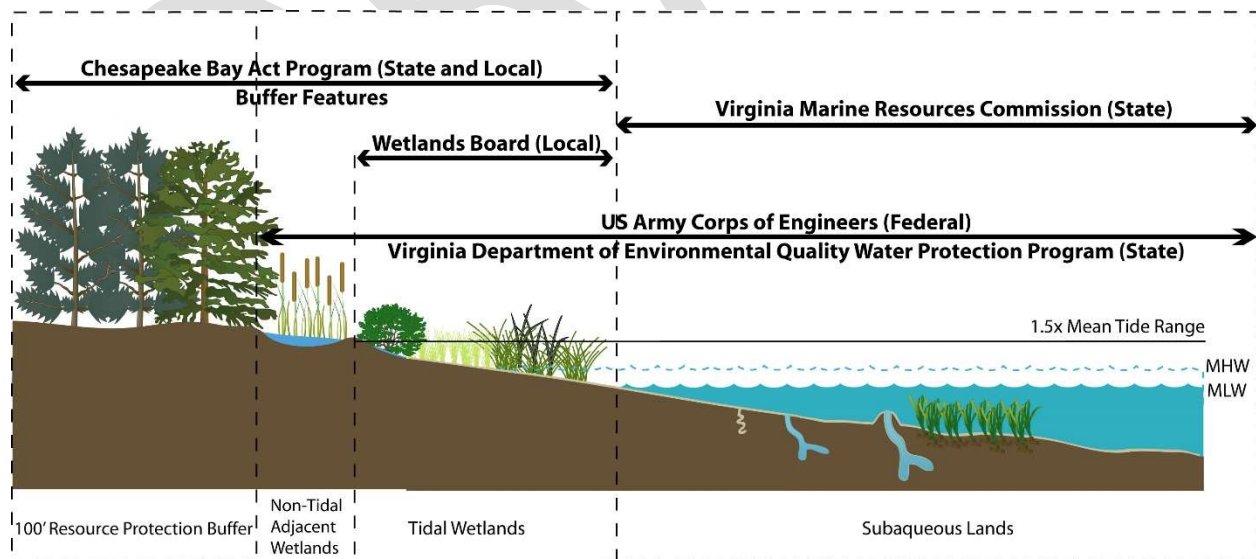 Chesapeake Bay Act Program (State and Local)
Buffer Features
Virginia Marine Resources Commission (State)
Wetlands Board (Local)
US Army Corps of Engineers (Federal)
Virginia Department of Environmental Quality Water Protection Program (State)
1.5x Mean Tide Range
MHW
MLW
100' Resource Protection Buffer
Non-Tidal
Adjacent
Wetlands
Tidal Wetlands
Subaqueous Lands